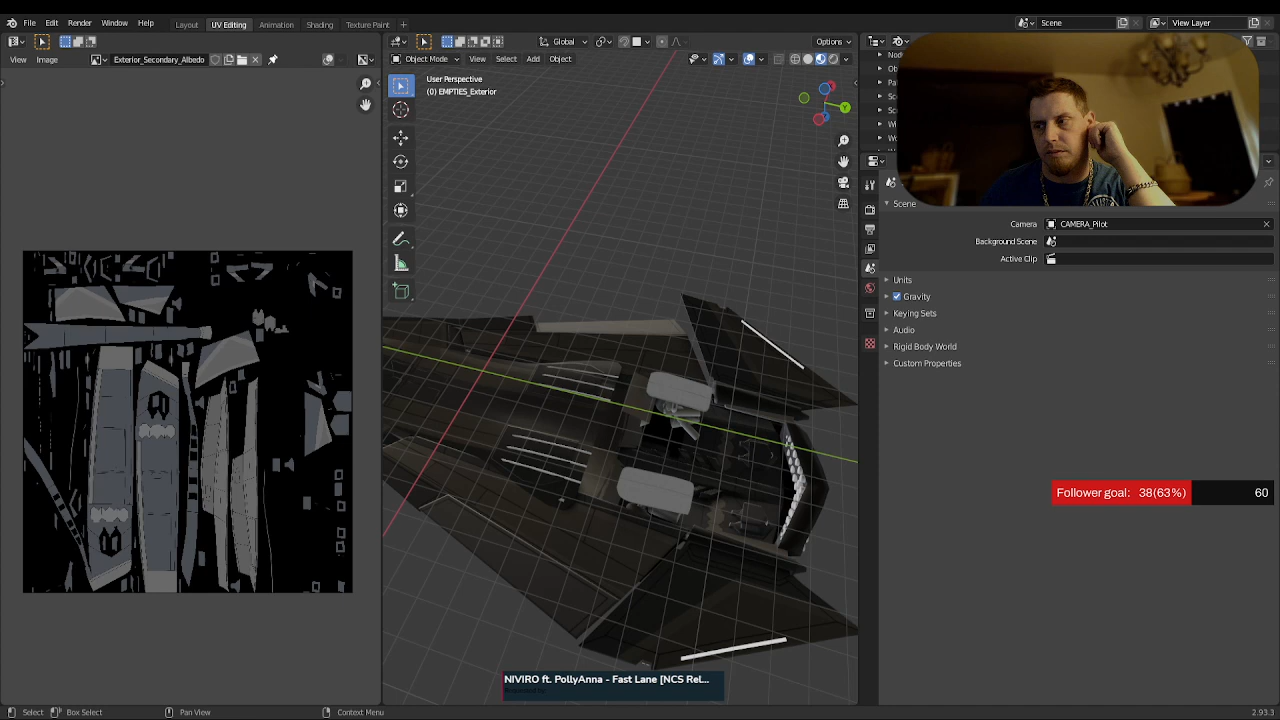 File Edit Render Window Help
Layout UV Editing Animation Shading Texture Paint +
Scene
View Layer
Global
Options
View Image
Exterior_Secondary_Albedo
Object Mode View Select Add Object
User Perspective
(0) EMPTIES_Exterior
Y
Scene
Camera CAMERA_Pilot
Background Scene
Active Clip
Units
Gravity
Keying Sets
Audio
Rigid Body World
Custom Properties
Follower goal: 38(63%) 60
NIVIRO ft. PollyAnna - Fast Lane [NCS Rel...
Select Box Select Pan View Context Menu 2.93.3